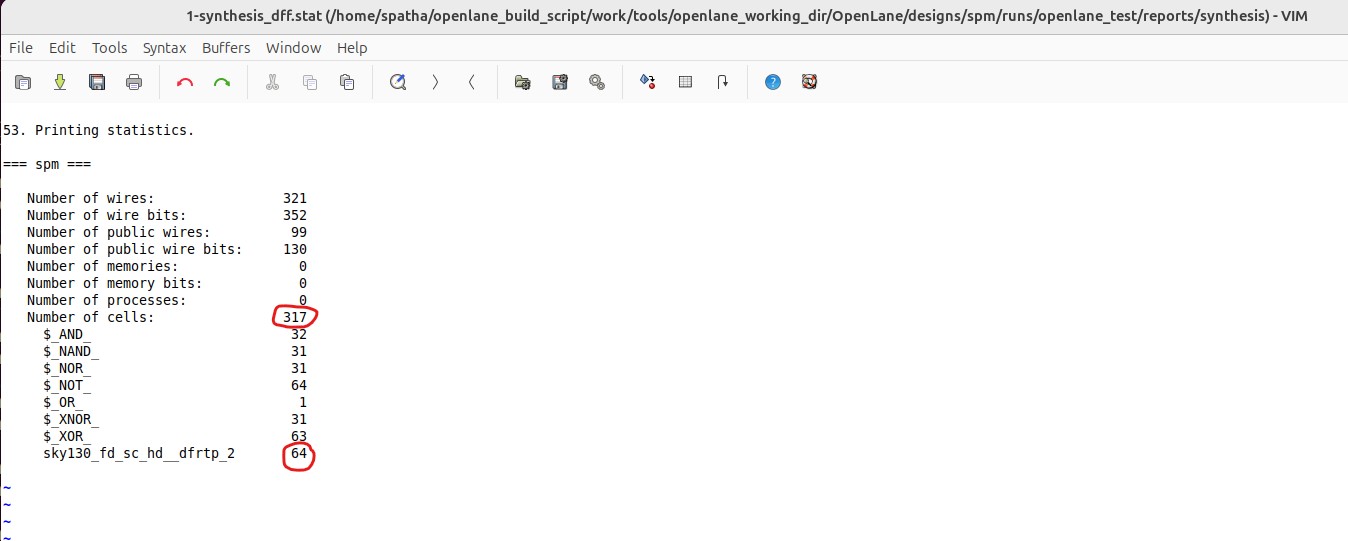 1-synthesis_dff.stat (/home/spatha/openlane_build_script/work/tools/openlane_working_dir/OpenLane/designs/spm/runs/openlane_test/reports/synthesis) - VIM
File Edit Tools Syntax Buffers Window Help
53. Printing statistics.
=== spm ===
Number of wires: 321
Number of wire bits: 352
Number of public wires: 99
Number of public wire bits: 130
Number of memories: 0
Number of memory bits: 0
Number of processes: 0
Number of cells: 317
$_AND_ 32
$_NAND_ 31
$_NOR_ 31
$_NOT_ 64
$_OR_ 1
$_XNOR_ 31
$_XOR_ 63
sky130_fd_sc_hd__dfrtp_2 64
~
~
~
~